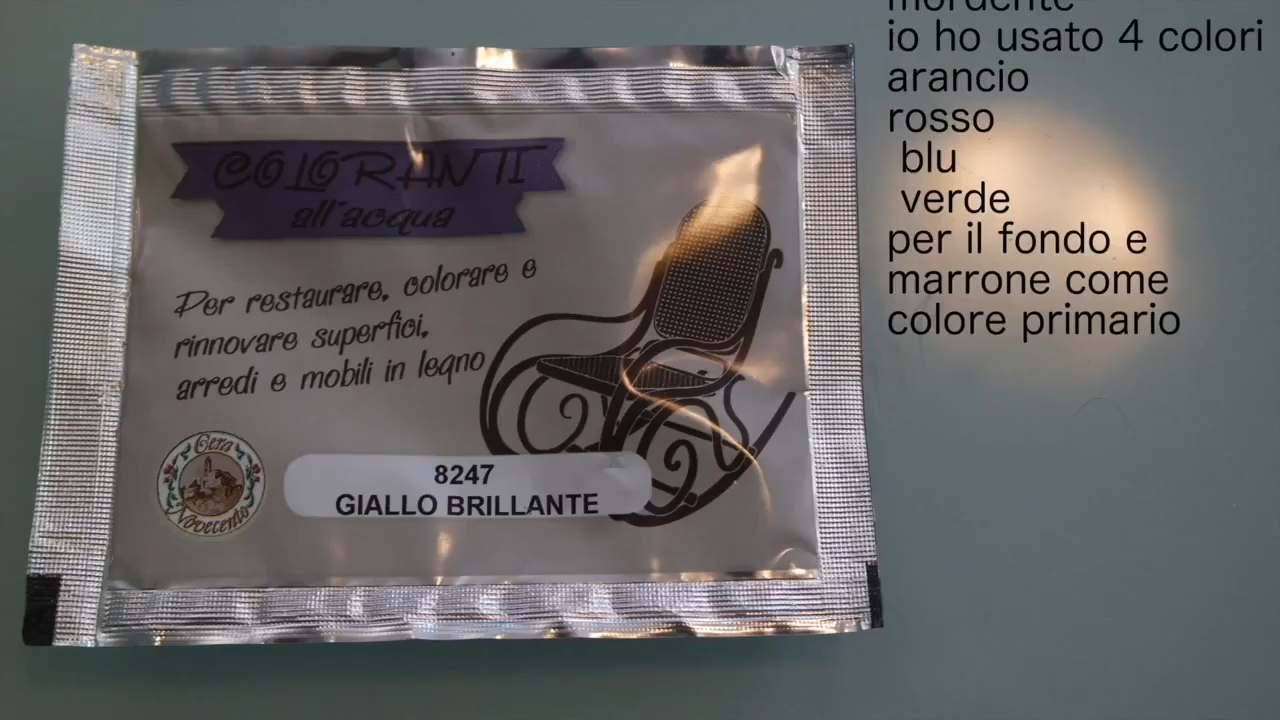 mordente
io ho usato 4 colori
arancio
rosso
blu
verde
per il fondo e
marrone come
colore primario
COLORANTI
all'acqua
Per restaurare, colorare e
rinnovare superfici,
arredi e mobili in legno
Cera
Novecento
8247
GIALLO BRILLANTE